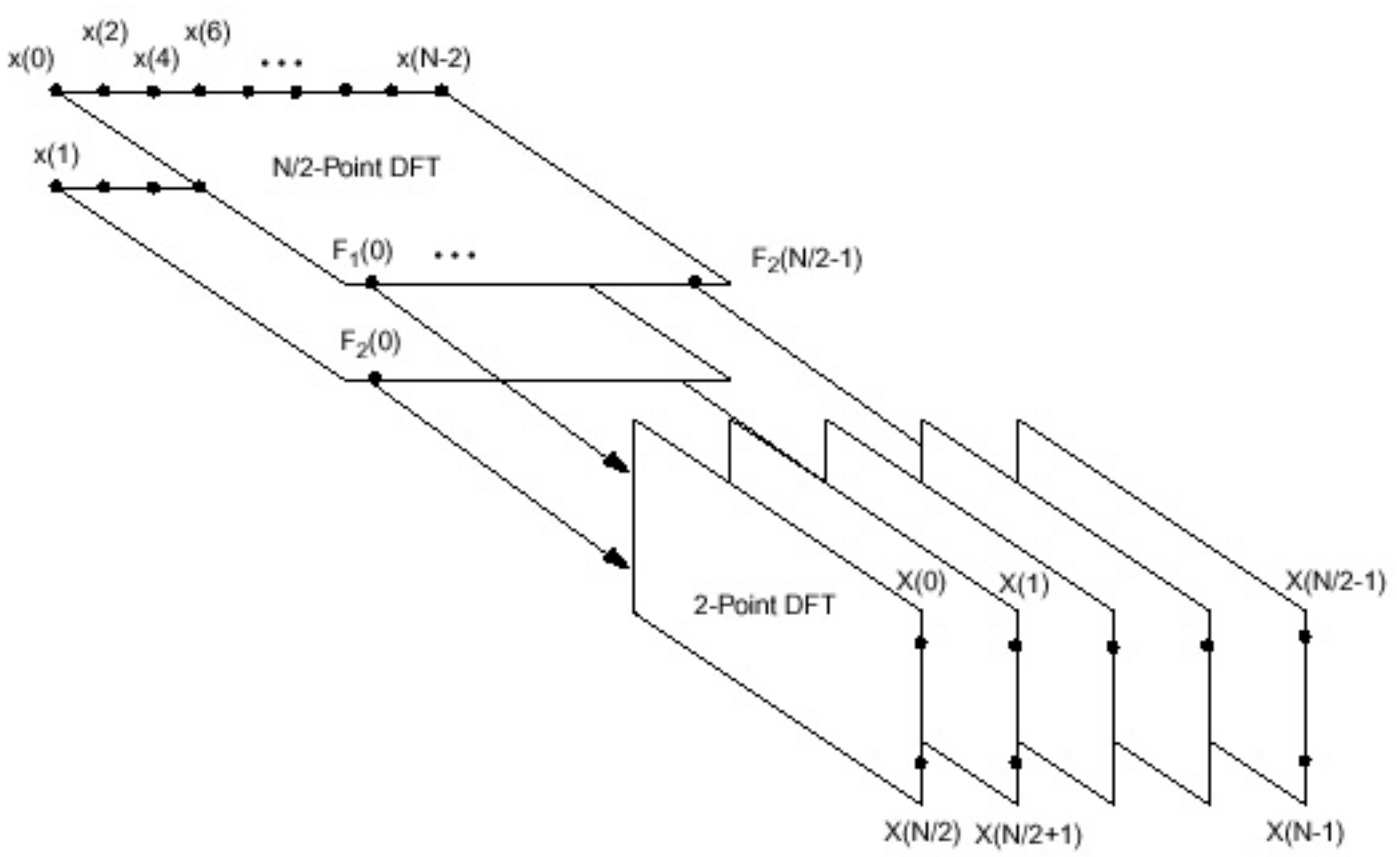 x(0) x(2) x(4) x(6) ... x(N-2)
x(1)
N/2-Point DFT
F₁(0) ... F₂(N/2-1)
F₂(0)
X(0) X(1) X(N/2-1)
2-Point DFT
X(N/2) X(N/2+1) X(N-1)